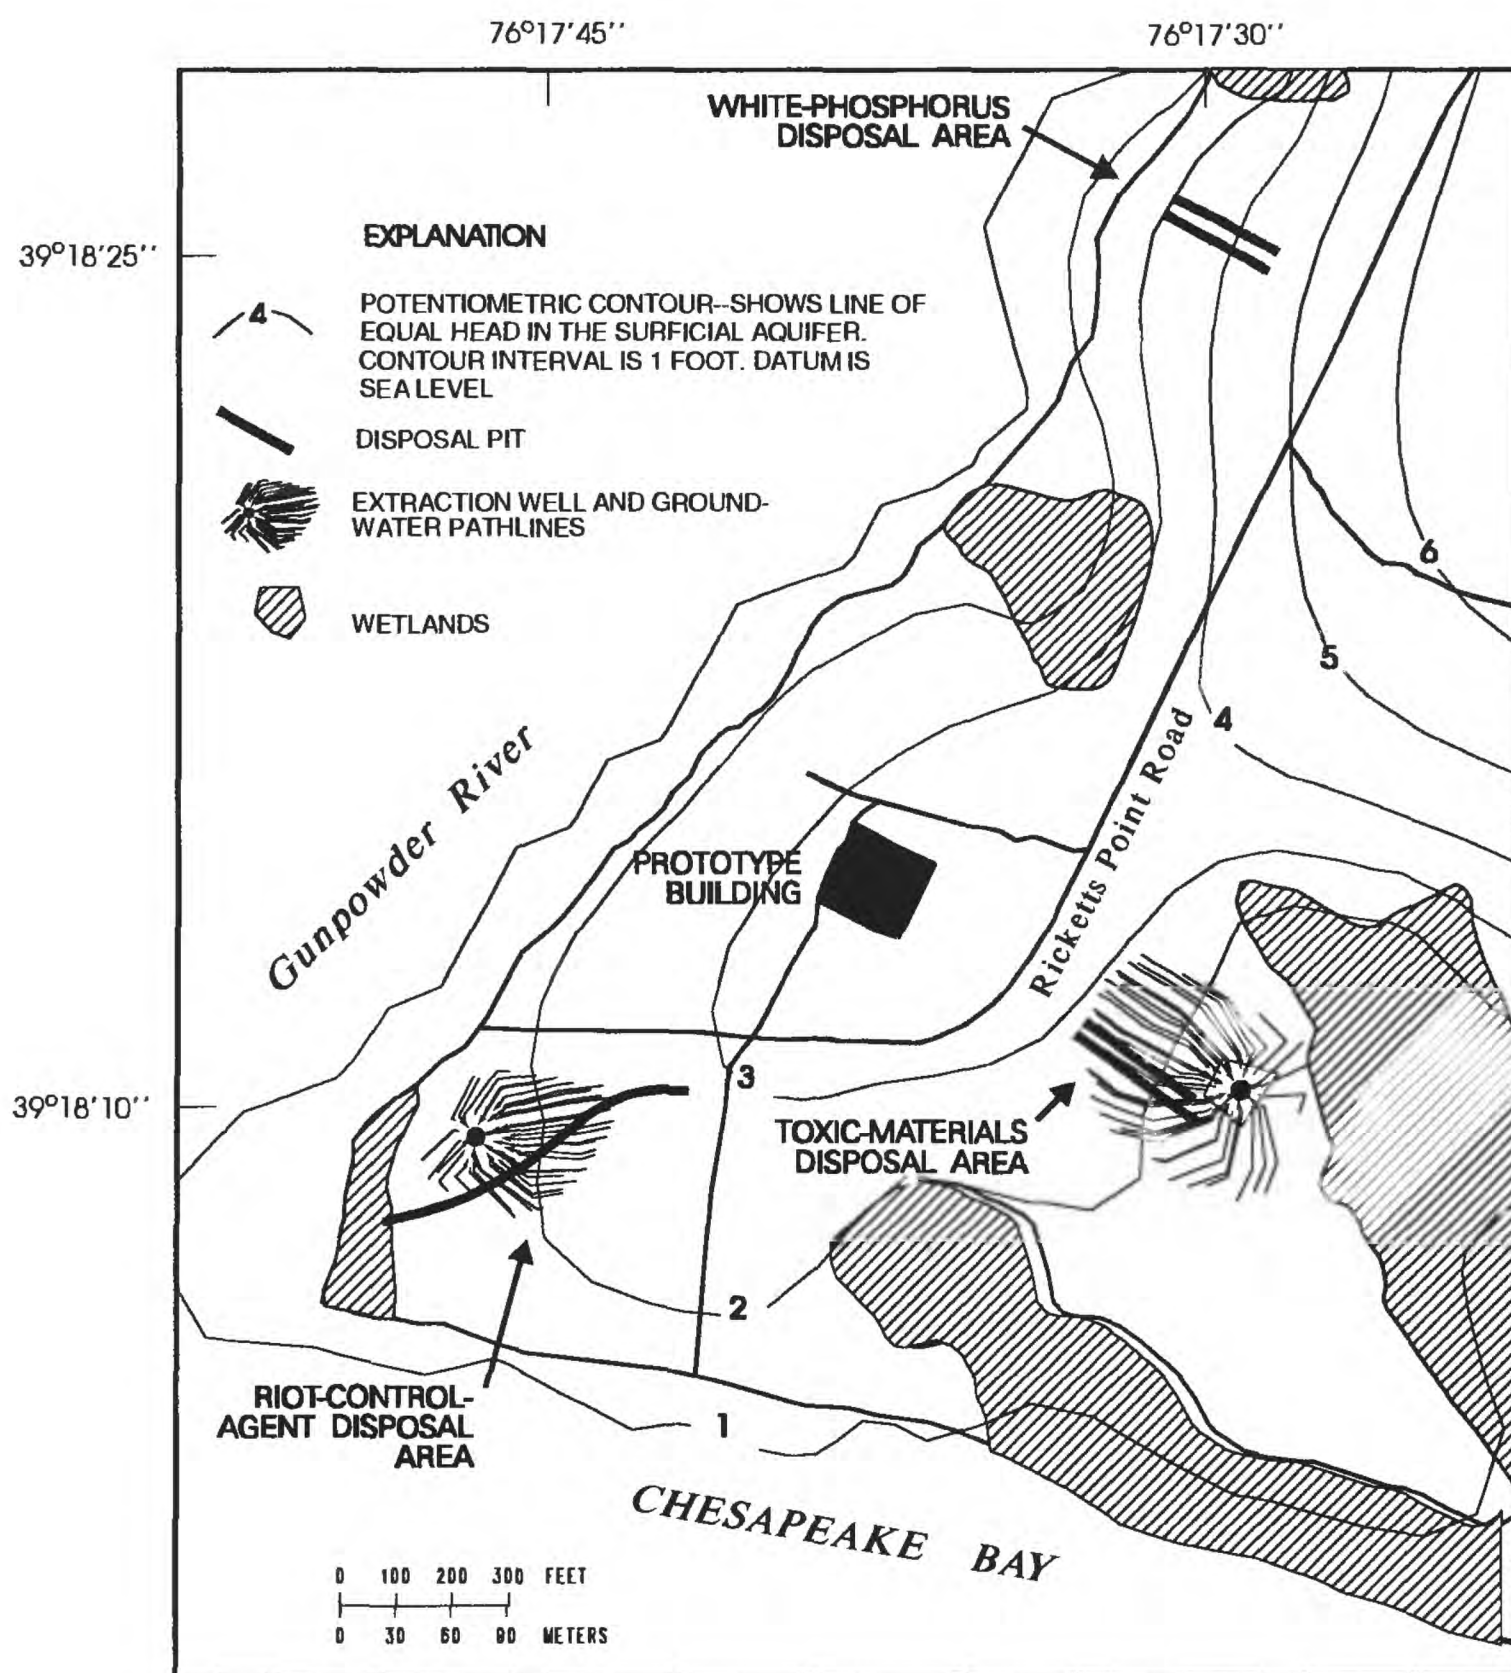 76°17'45''
76°17'30''
WHITE-PHOSPHORUS
DISPOSAL AREA
39°18'25''
EXPLANATION
4
POTENTIOMETRIC CONTOUR--SHOWS LINE OF
EQUAL HEAD IN THE SURFICIAL AQUIFER.
CONTOUR INTERVAL IS 1 FOOT. DATUM IS
SEA LEVEL
DISPOSAL PIT
EXTRACTION WELL AND GROUND-
WATER PATHLINES
WETLANDS
6
5
4
Gunpowder River
Ricketts Point Road
PROTOTYPE
BUILDING
3
39°18'10''
TOXIC-MATERIALS
DISPOSAL AREA
2
RIOT-CONTROL-
AGENT DISPOSAL
AREA
1
CHESAPEAKE BAY
0 100 200 300 FEET
0 30 60 90 METERS